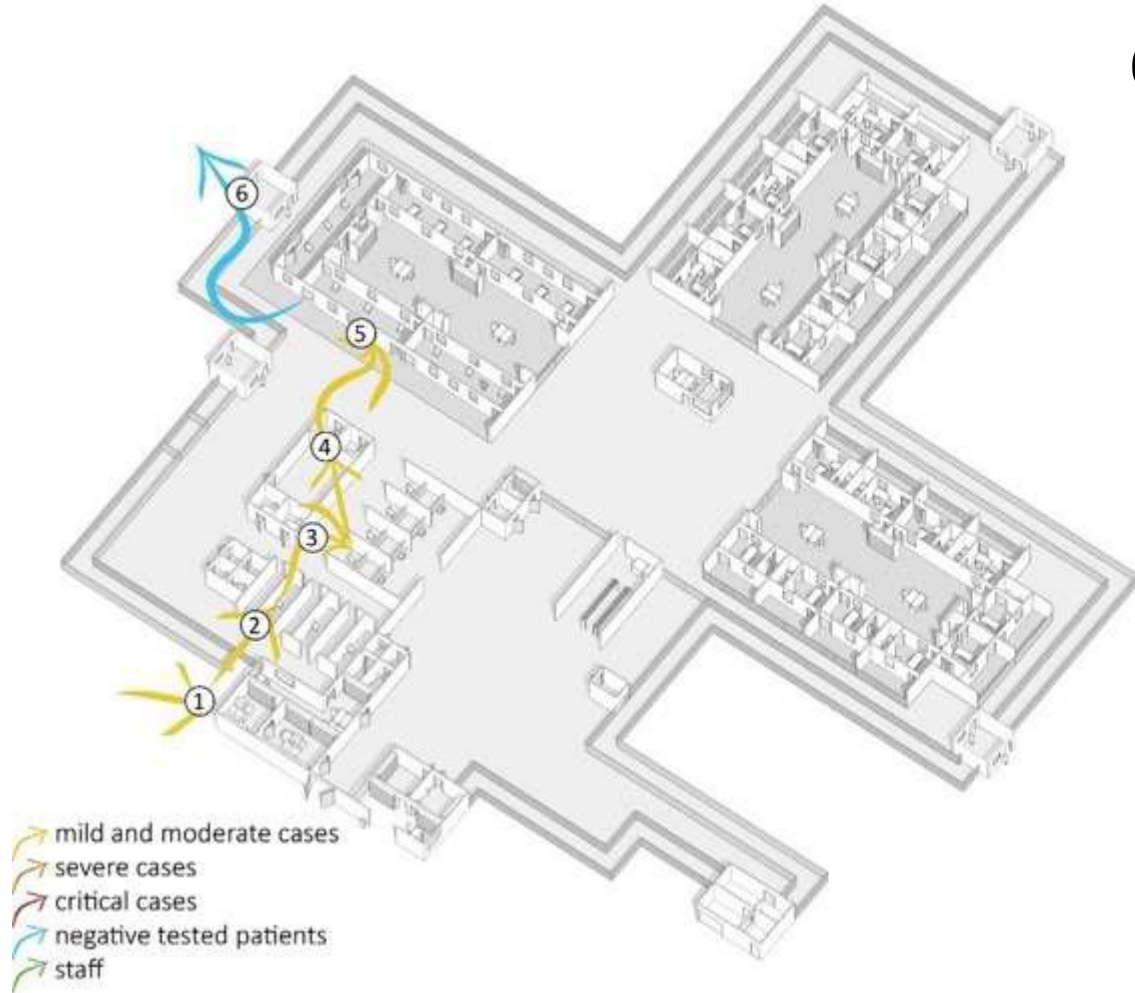 6
5
4
3
2
1
mild and moderate cases
severe cases
critical cases
negative tested patients
staff